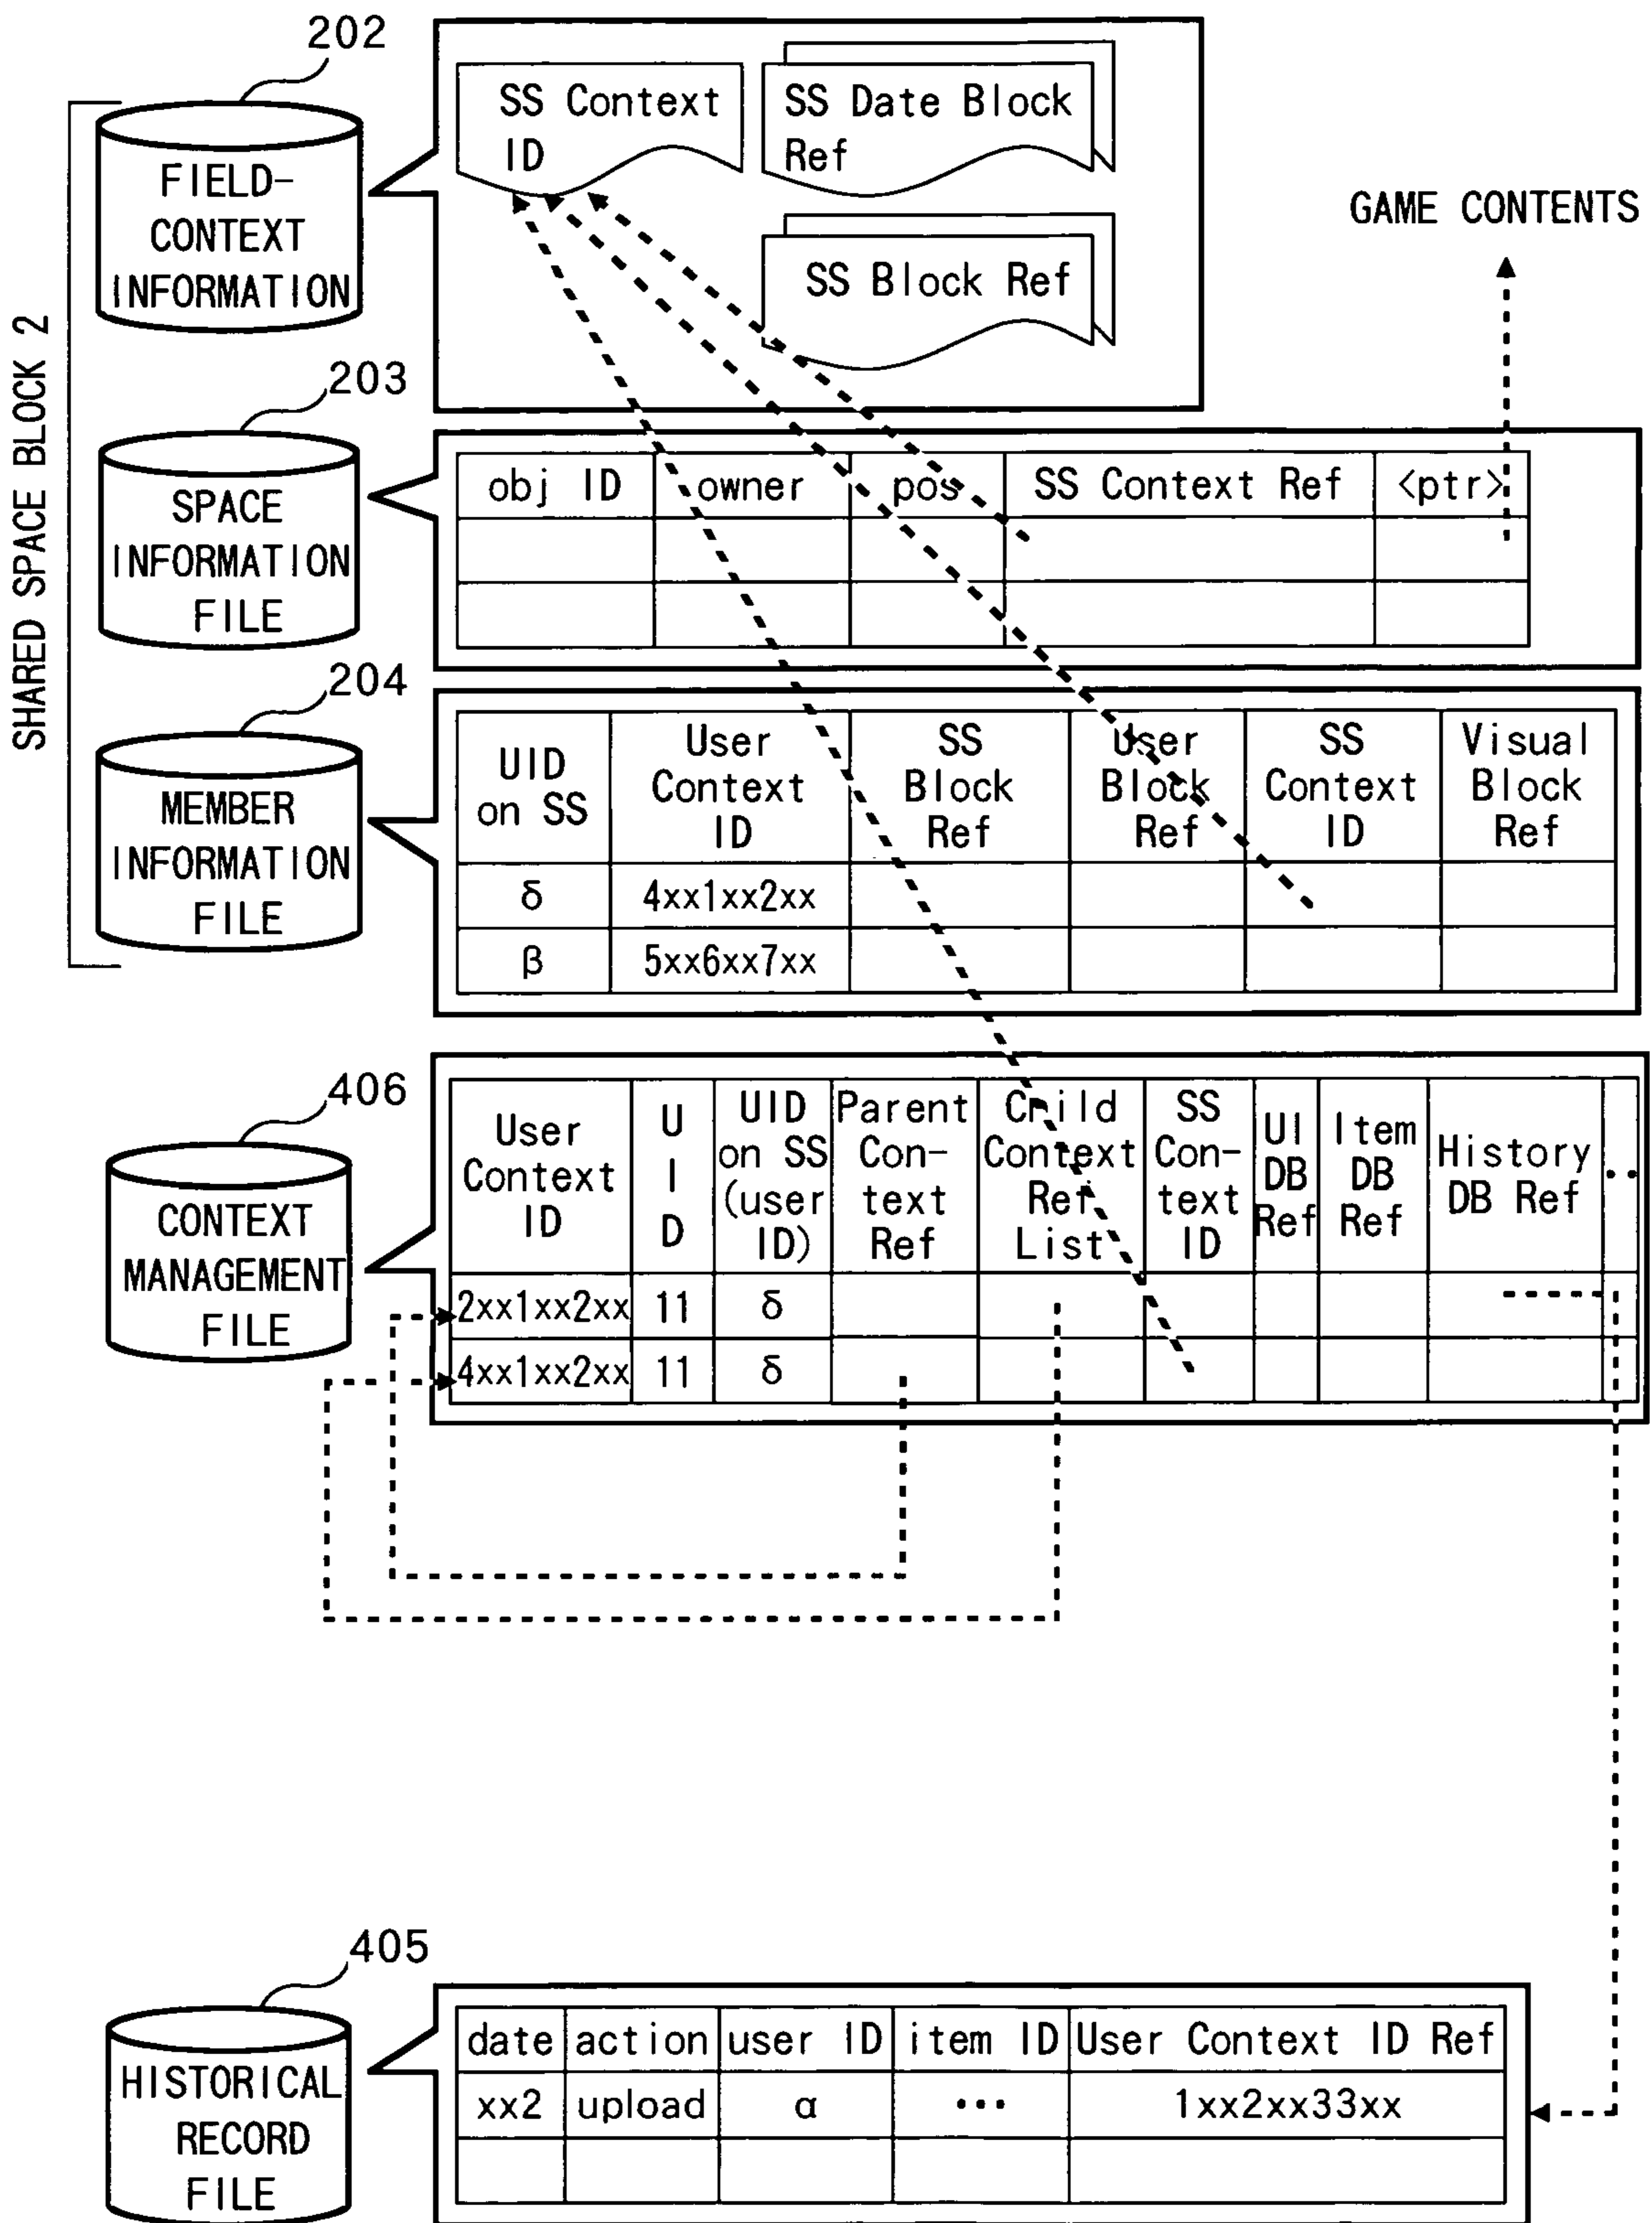 202
SS Context
ID
SS Date Block
Ref
FIELD-
CONTEXT
INFORMATION
SS Block Ref
GAME CONTENTS
SHARED SPACE BLOCK 2
203
SPACE
INFORMATION
FILE
obj ID owner pos SS Context Ref <ptr>
204
MEMBER
INFORMATION
FILE
UID
on SS
User
Context
ID
SS
Block
Ref
User
Block
Ref
SS
Context
ID
Visual
Block
Ref
δ 4xx1xx2xx
β 5xx6xx7xx
406
CONTEXT
MANAGEMENT
FILE
User
Context
ID
U
I
D
UID
on SS
(user
ID)
Parent
Con-
text
Ref
Child
Context
Ref
List
SS
Con-
text
ID
UI
DB
Ref
Item
DB
Ref
History
DB Ref
··
2xx1xx2xx 11 δ
4xx1xx2xx 11 δ
405
HISTORICAL
RECORD
FILE
date action user ID item ID User Context ID Ref
xx2 upload α ··· 1xx2xx33xx